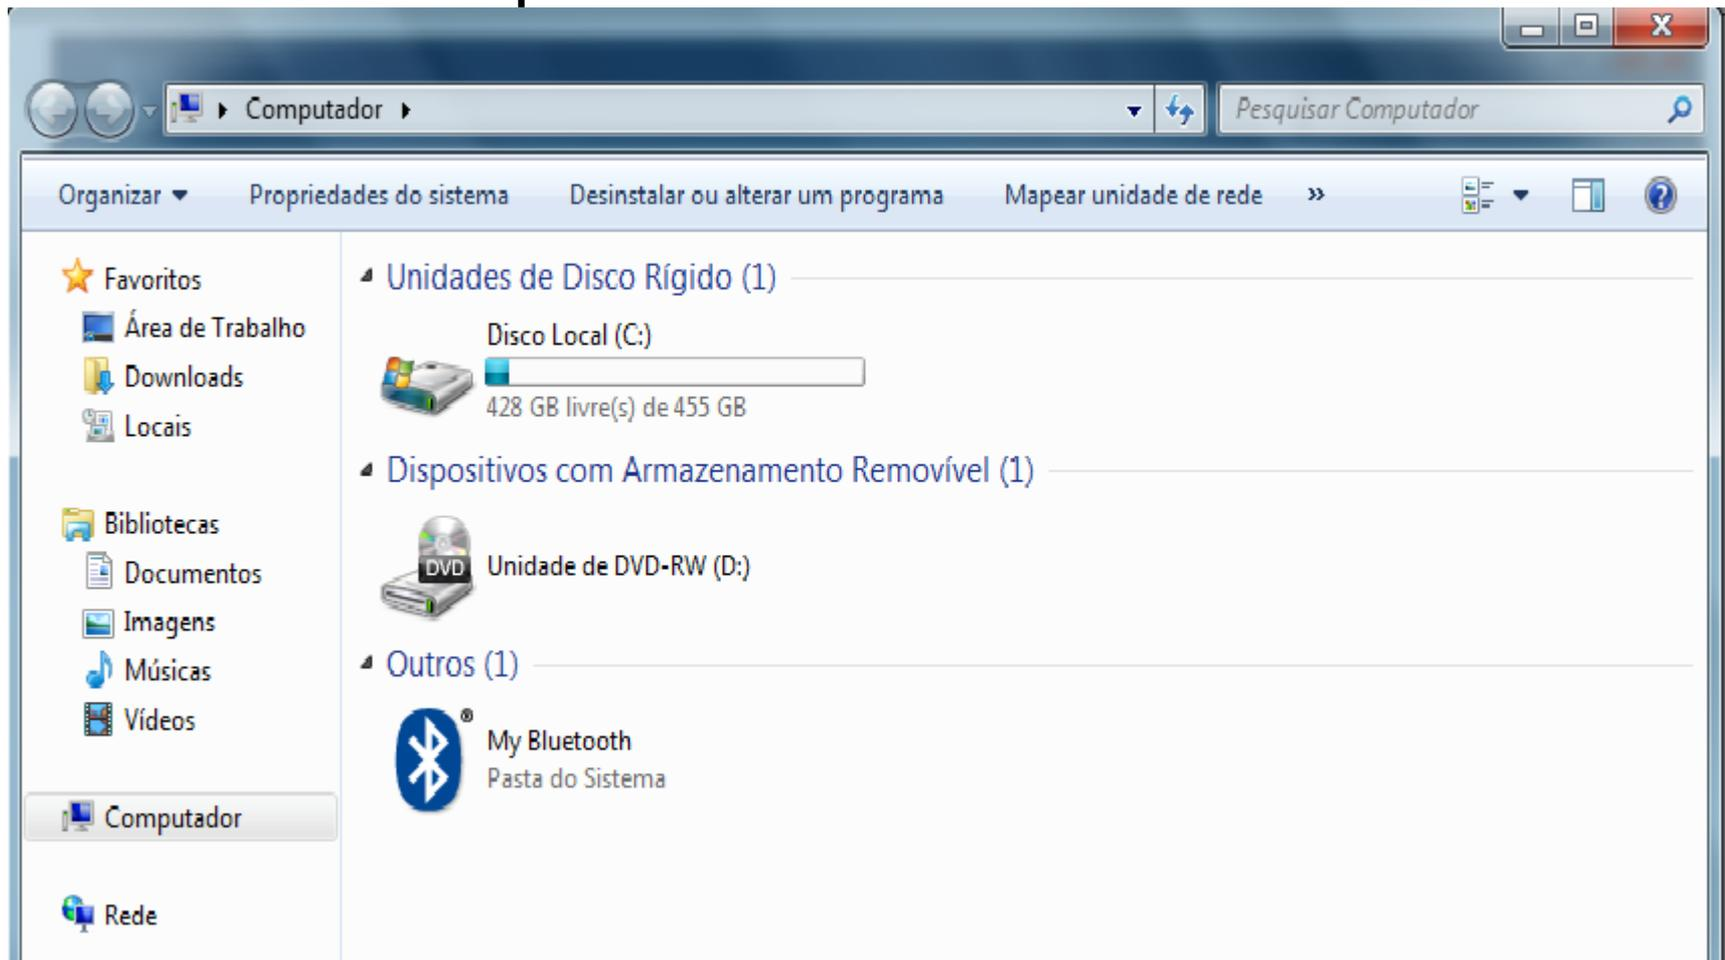 Computador
Pesquisar Computador
Organizar
Propriedades do sistema
Desinstalar ou alterar um programa
Mapear unidade de rede
»
Favoritos
Área de Trabalho
Downloads
Locais
Bibliotecas
Documentos
Imagens
Músicas
Vídeos
Computador
Rede
Unidades de Disco Rígido (1)
Disco Local (C:)
428 GB livre(s) de 455 GB
Dispositivos com Armazenamento Removível (1)
DVD
Unidade de DVD-RW (D:)
Outros (1)
®
My Bluetooth
Pasta do Sistema